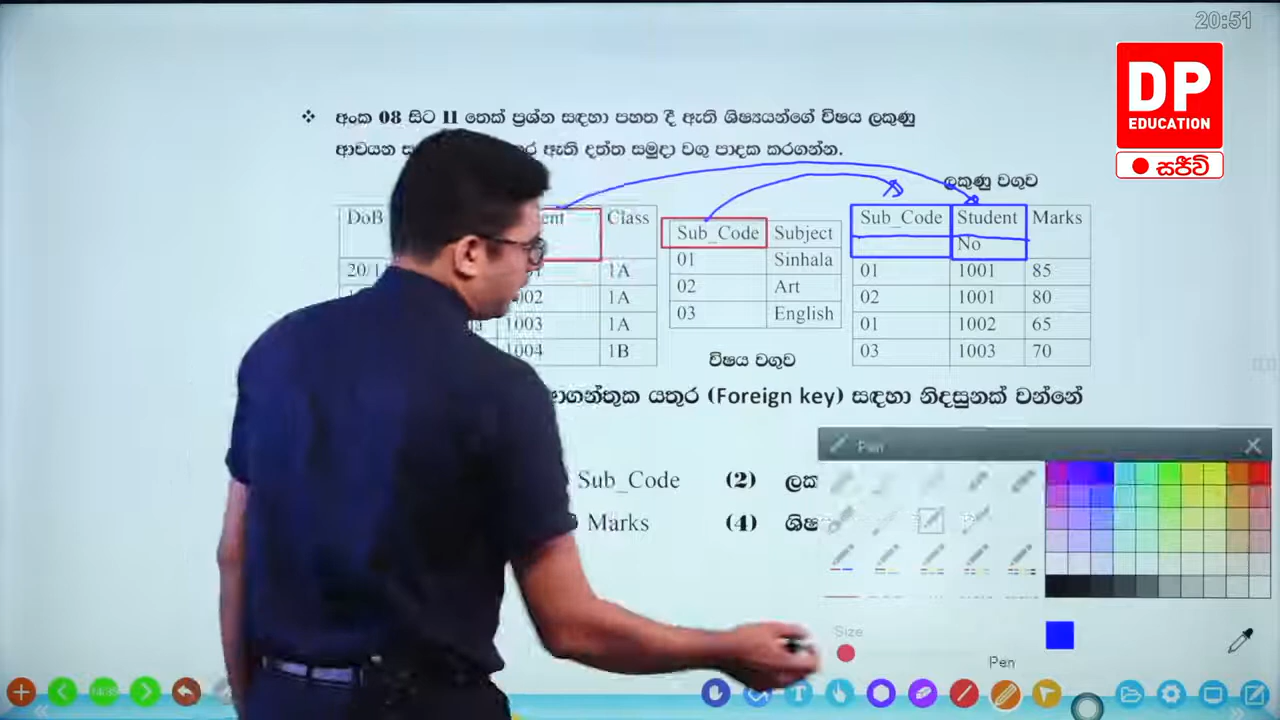 20:51
DP
EDUCATION
සජීවි
❖ අංක 08 සිට 11 තෙක් ප්‍රශ්න සඳහා පහත දී ඇති ශිෂ්‍යයන්ගේ විෂය ලකුණු
ඇති දත්ත සමුදා වගු පාදක කරගන්න.
ලකුණු වගුව
DoB Class
1A
1002 1A
1003 1A
1004 1B
Sub_Code Subject
01 Sinhala
02 Art
03 English
විෂය වගුව
Sub_Code Student No Marks
01 1001 85
02 1001 80
01 1002 65
03 1003 70
යතුර (Foreign key) සඳහා නිදසුනක් වන්නේ
Sub_Code (2)
Marks (4)
Pen
Size
Pen